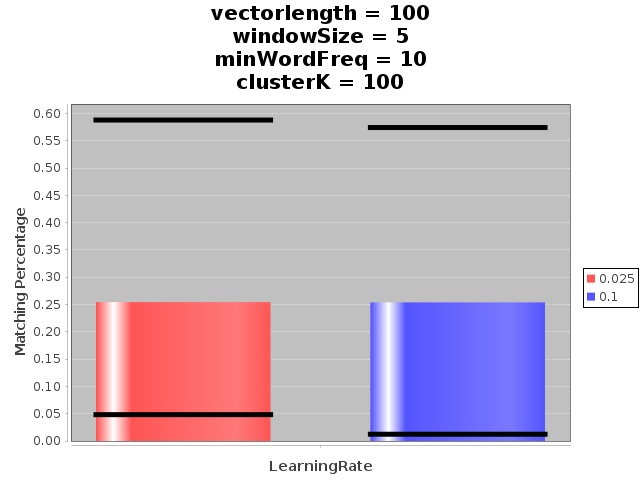 vectorlength = 100
windowSize = 5
minWordFreq = 10
clusterK = 100
0.60
0.55
0.50
0.45
0.40
0.35
0.30
0.25
0.20
0.15
0.10
0.05
0.00
Matching Percentage
LearningRate
0.025
0.1